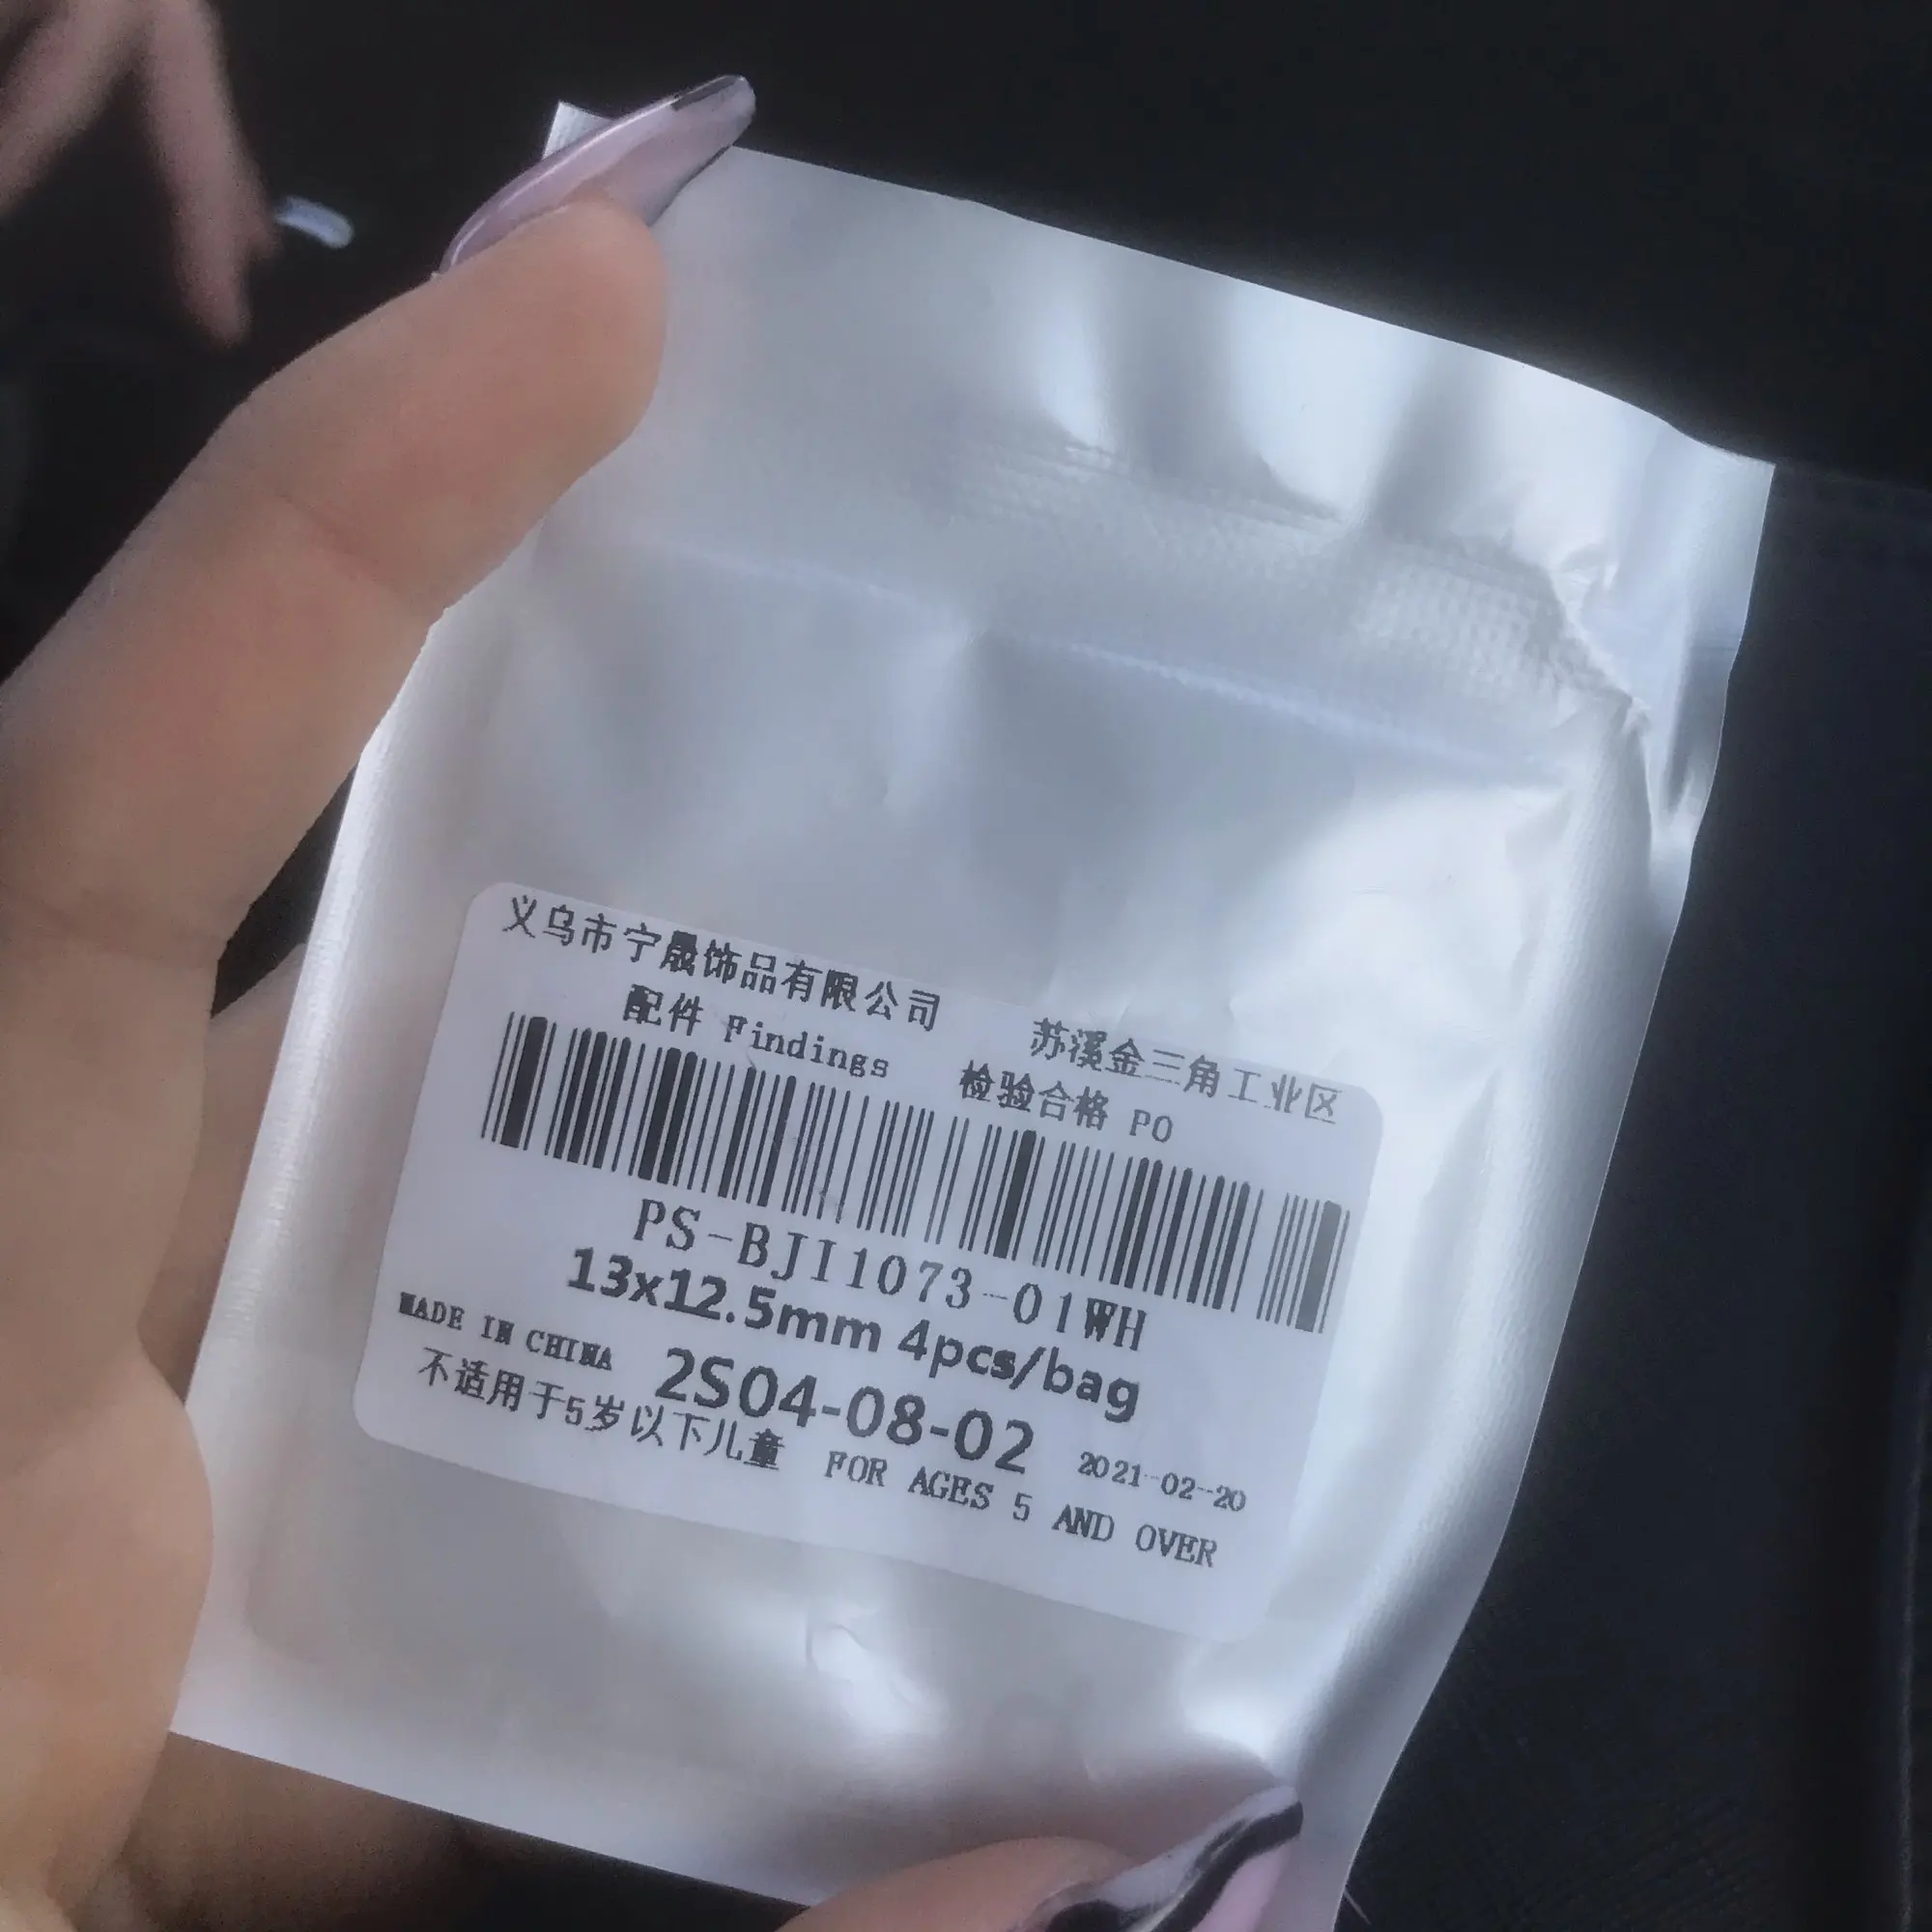 义乌市宁晟饰品有限公司 苏溪金三角工业区
配件 Findings 检验合格 PO
PS-BJI1073-01WH
13x12.5mm 4pcs/bag
MADE IN CHINA 2S04-08-02 2021-02-20
不适用于5岁以下儿童 FOR AGES 5 AND OVER